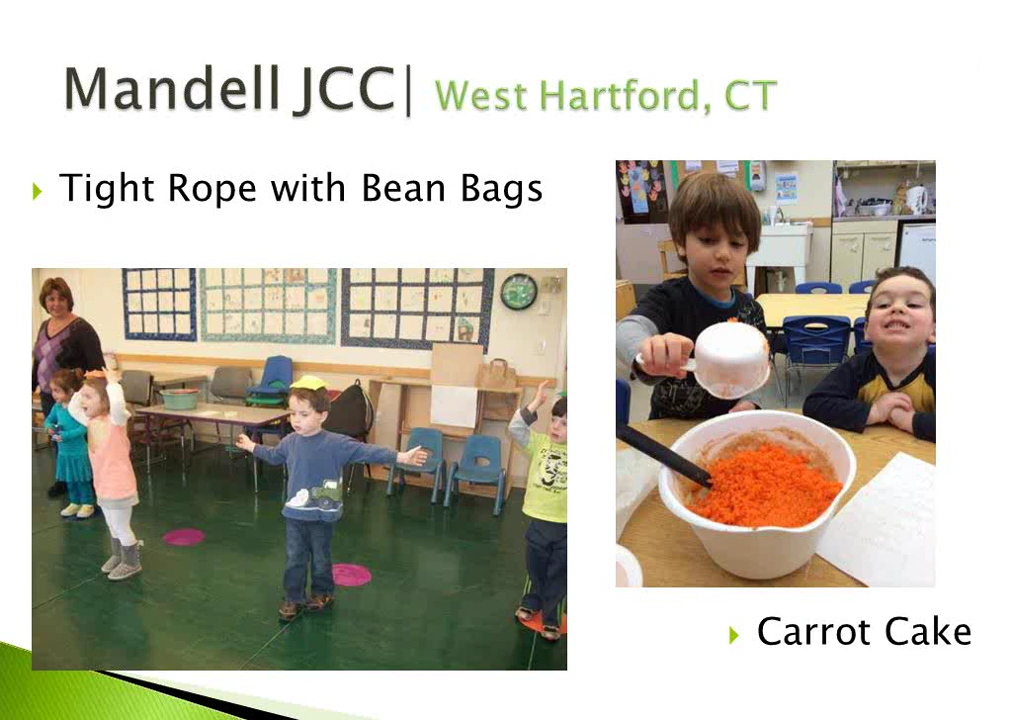 Mandell JCC| West Hartford, CT
Tight Rope with Bean Bags
Carrot Cake